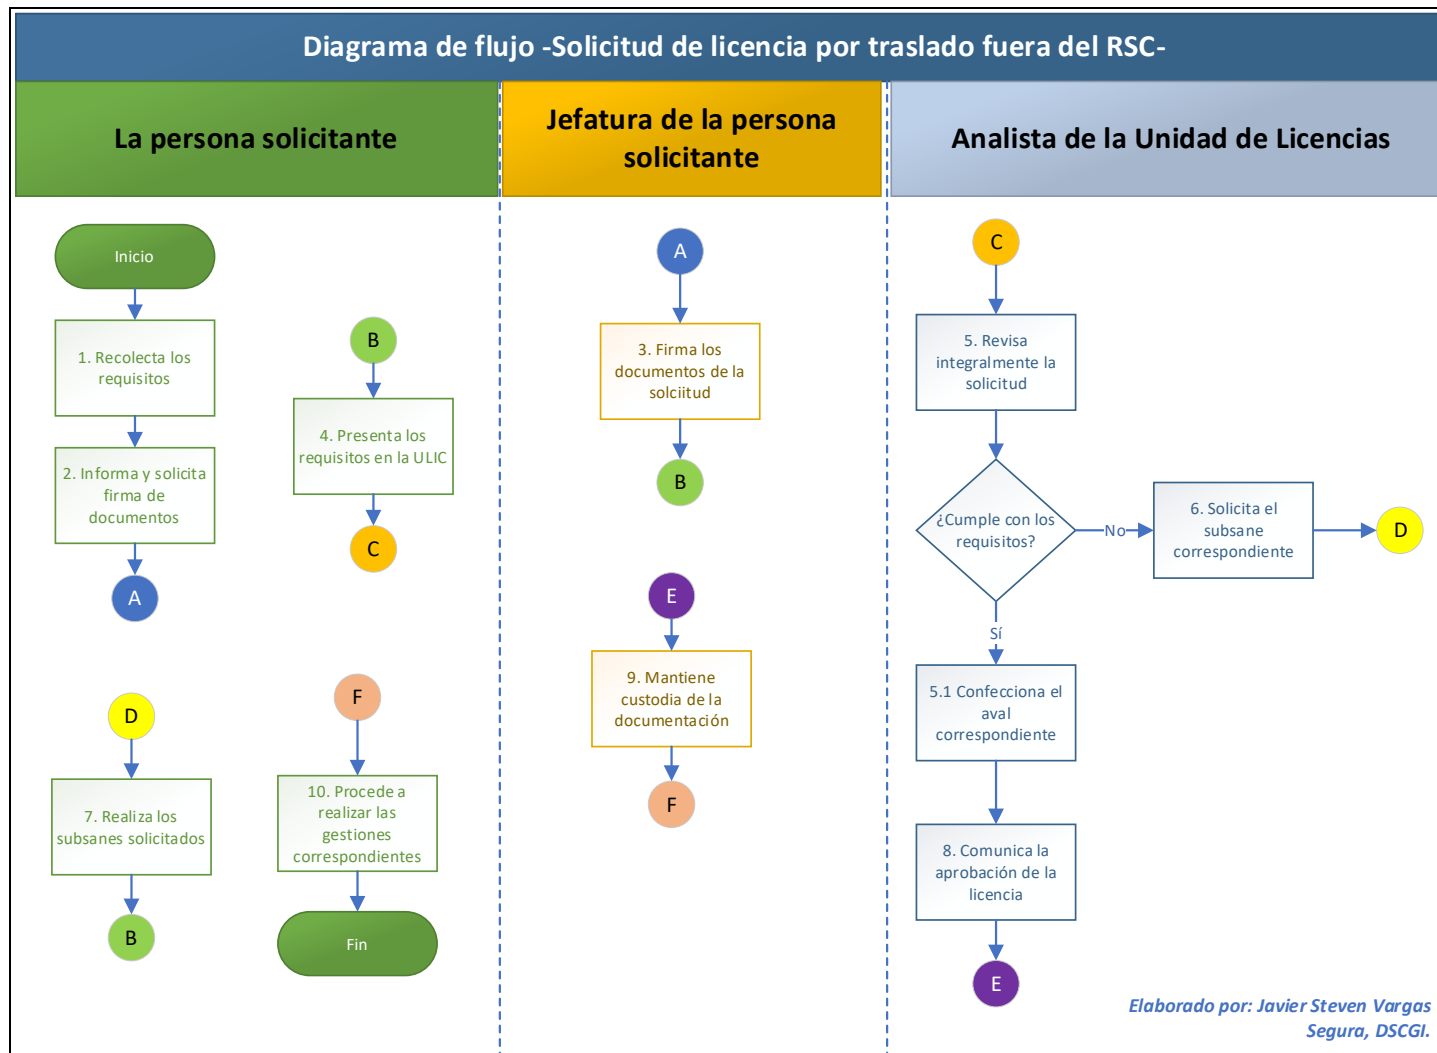 Diagrama de flujo -Solicitud de licencia por traslado fuera del RSC-
La persona solicitante
Jefatura de la persona
solicitante
Analista de la Unidad de Licencias
Inicio
1. Recolecta los
requisitos
2. Informa y solicita
firma de
documentos
A
B
4. Presenta los
requisitos en la ULIC
C
D
7. Realiza los
subsanes solicitados
B
F
10. Procede a
realizar las
gestiones
correspondientes
Fin
A
3. Firma los
documentos de la
solciitud
B
E
9. Mantiene
custodia de la
documentación
F
C
5. Revisa
integralmente la
solicitud
¿Cumple con los
requisitos?
No
6. Solicita el
subsane
correspondiente
D
Sí
5.1 Confecciona el
aval
correspondiente
8. Comunica la
aprobación de la
licencia
E
Elaborado por: Javier Steven Vargas
Segura, DSCGI.